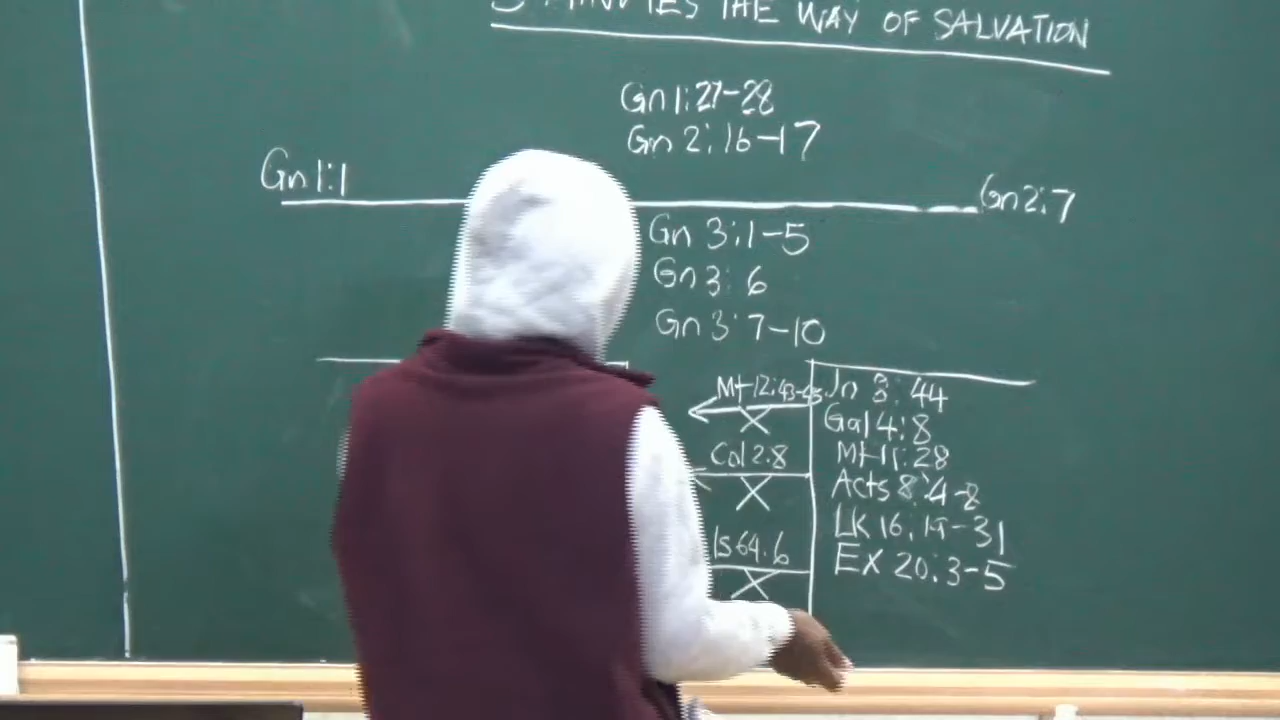 MINUTES THE WAY OF SALVATION
Gn 1:27-28
Gn 2:16-17
Gn 1:1
Gn 2:7
Gn 3:1-5
Gn 3:6
Gn 3:7-10
Mt 12:43-45
Col 2.8
Is 64.6
Jn 8:44
Gal 4:8
Mt 11:28
Acts 8:4-8
LK 16:19-31
EX 20:3-5